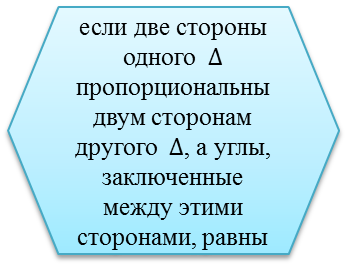 если две стороны
одного Δ
пропорциональны
двум сторонам
другого Δ, а углы,
заключенные
между этими
сторонами, равны